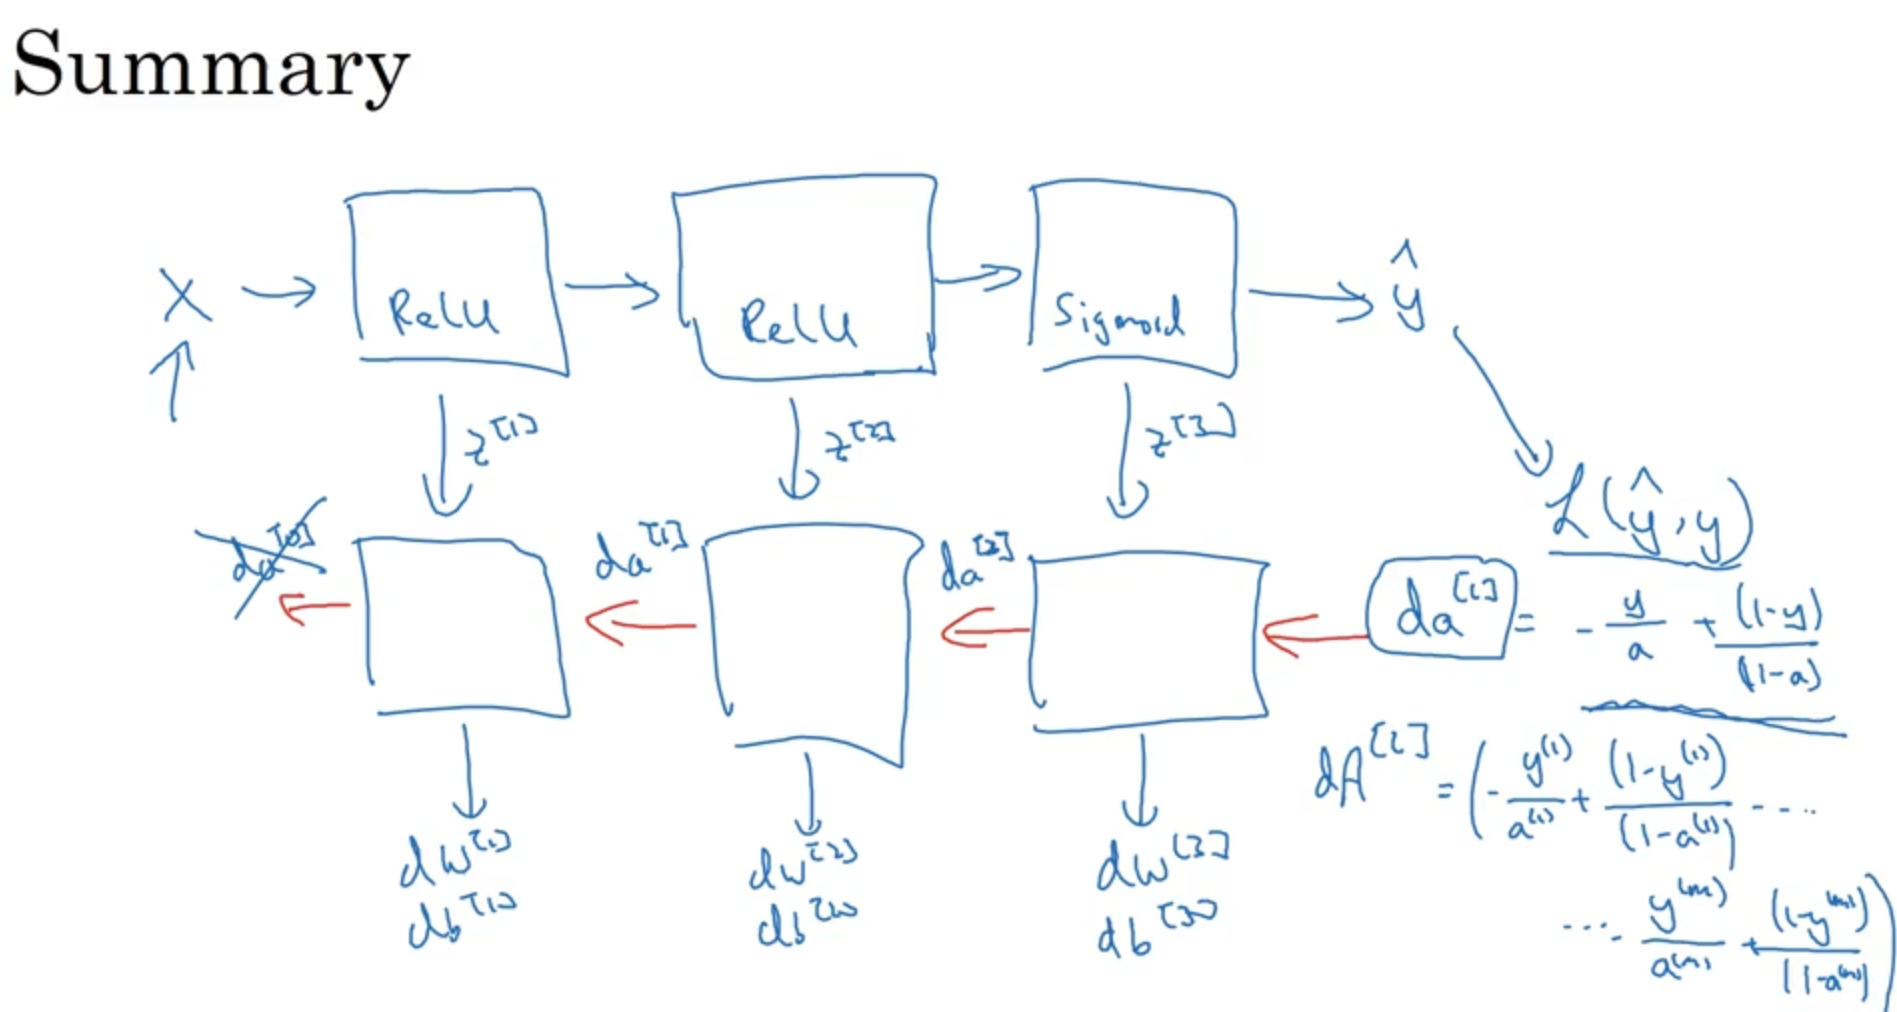 Summary
X → ReLU → ReLU → Sigmoid → ŷ
z^[1] z^[2] z^[3]
L(ŷ, y)
da^[0] da^[1] da^[2] da^[l] = - y/a + (1-y)/(1-a)
dA^[l] = (- y^(1)/a^(1) + (1-y^(1))/(1-a^(1)) ....
dw^[1] dw^[2] dw^[3]
db^[1] db^[2] db^[3]
.... y^(m)/a^(m) + (1-y^(m))/(1-a^(m)))